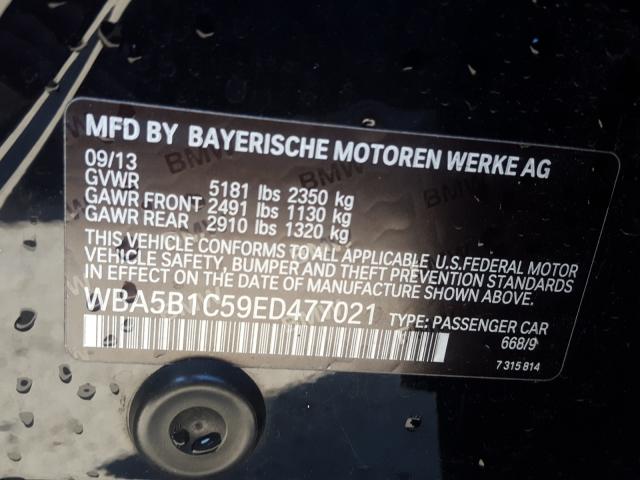 MFD BY BAYERISCHE MOTOREN WERKE AG
09/13
GVWR 5181 lbs 2350 kg
GAWR FRONT 2491 lbs 1130 kg
GAWR REAR 2910 lbs 1320 kg
THIS VEHICLE CONFORMS TO ALL APPLICABLE U.S.FEDERAL MOTOR
VEHICLE SAFETY, BUMPER AND THEFT PREVENTION STANDARDS
IN EFFECT ON THE DATE OF MANUFACTURE SHOWN ABOVE.
WBA5B1C59ED477021 TYPE: PASSENGER CAR
668/9
7 315 814